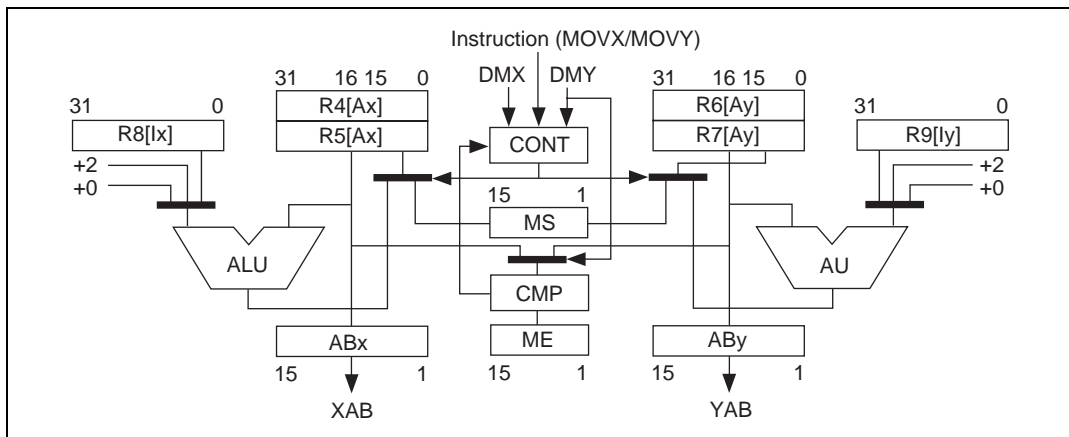 Instruction (MOVX/MOVY)
DMX DMY
31 16 15 0
31 16 15 0
31 0
31 0
R4[Ax]
R6[Ay]
R8[Ix]
R5[Ax]
CONT
R7[Ay]
R9[Iy]
+2
+0
+2
+0
15 1
MS
ALU
AU
CMP
ABx
ME
ABy
15 1
15 1
15 1
XAB
YAB